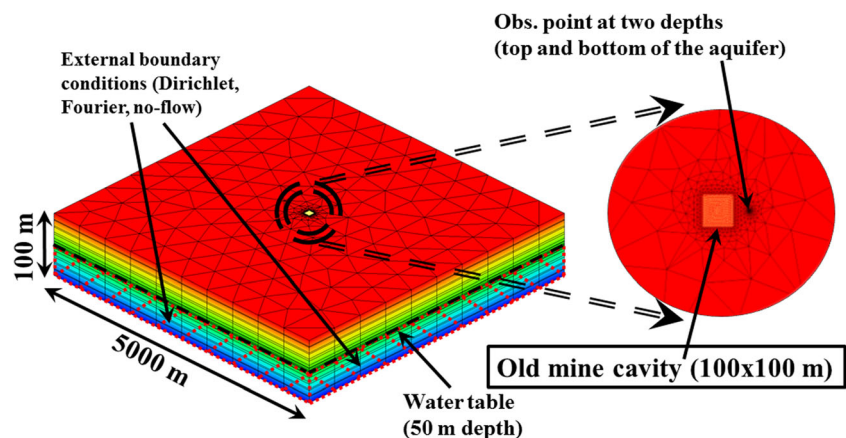 External boundary
conditions (Dirichlet,
Fourier, no-flow)
Obs. point at two depths
(top and bottom of the aquifer)
100 m
5000 m
Water table
(50 m depth)
Old mine cavity (100x100 m)